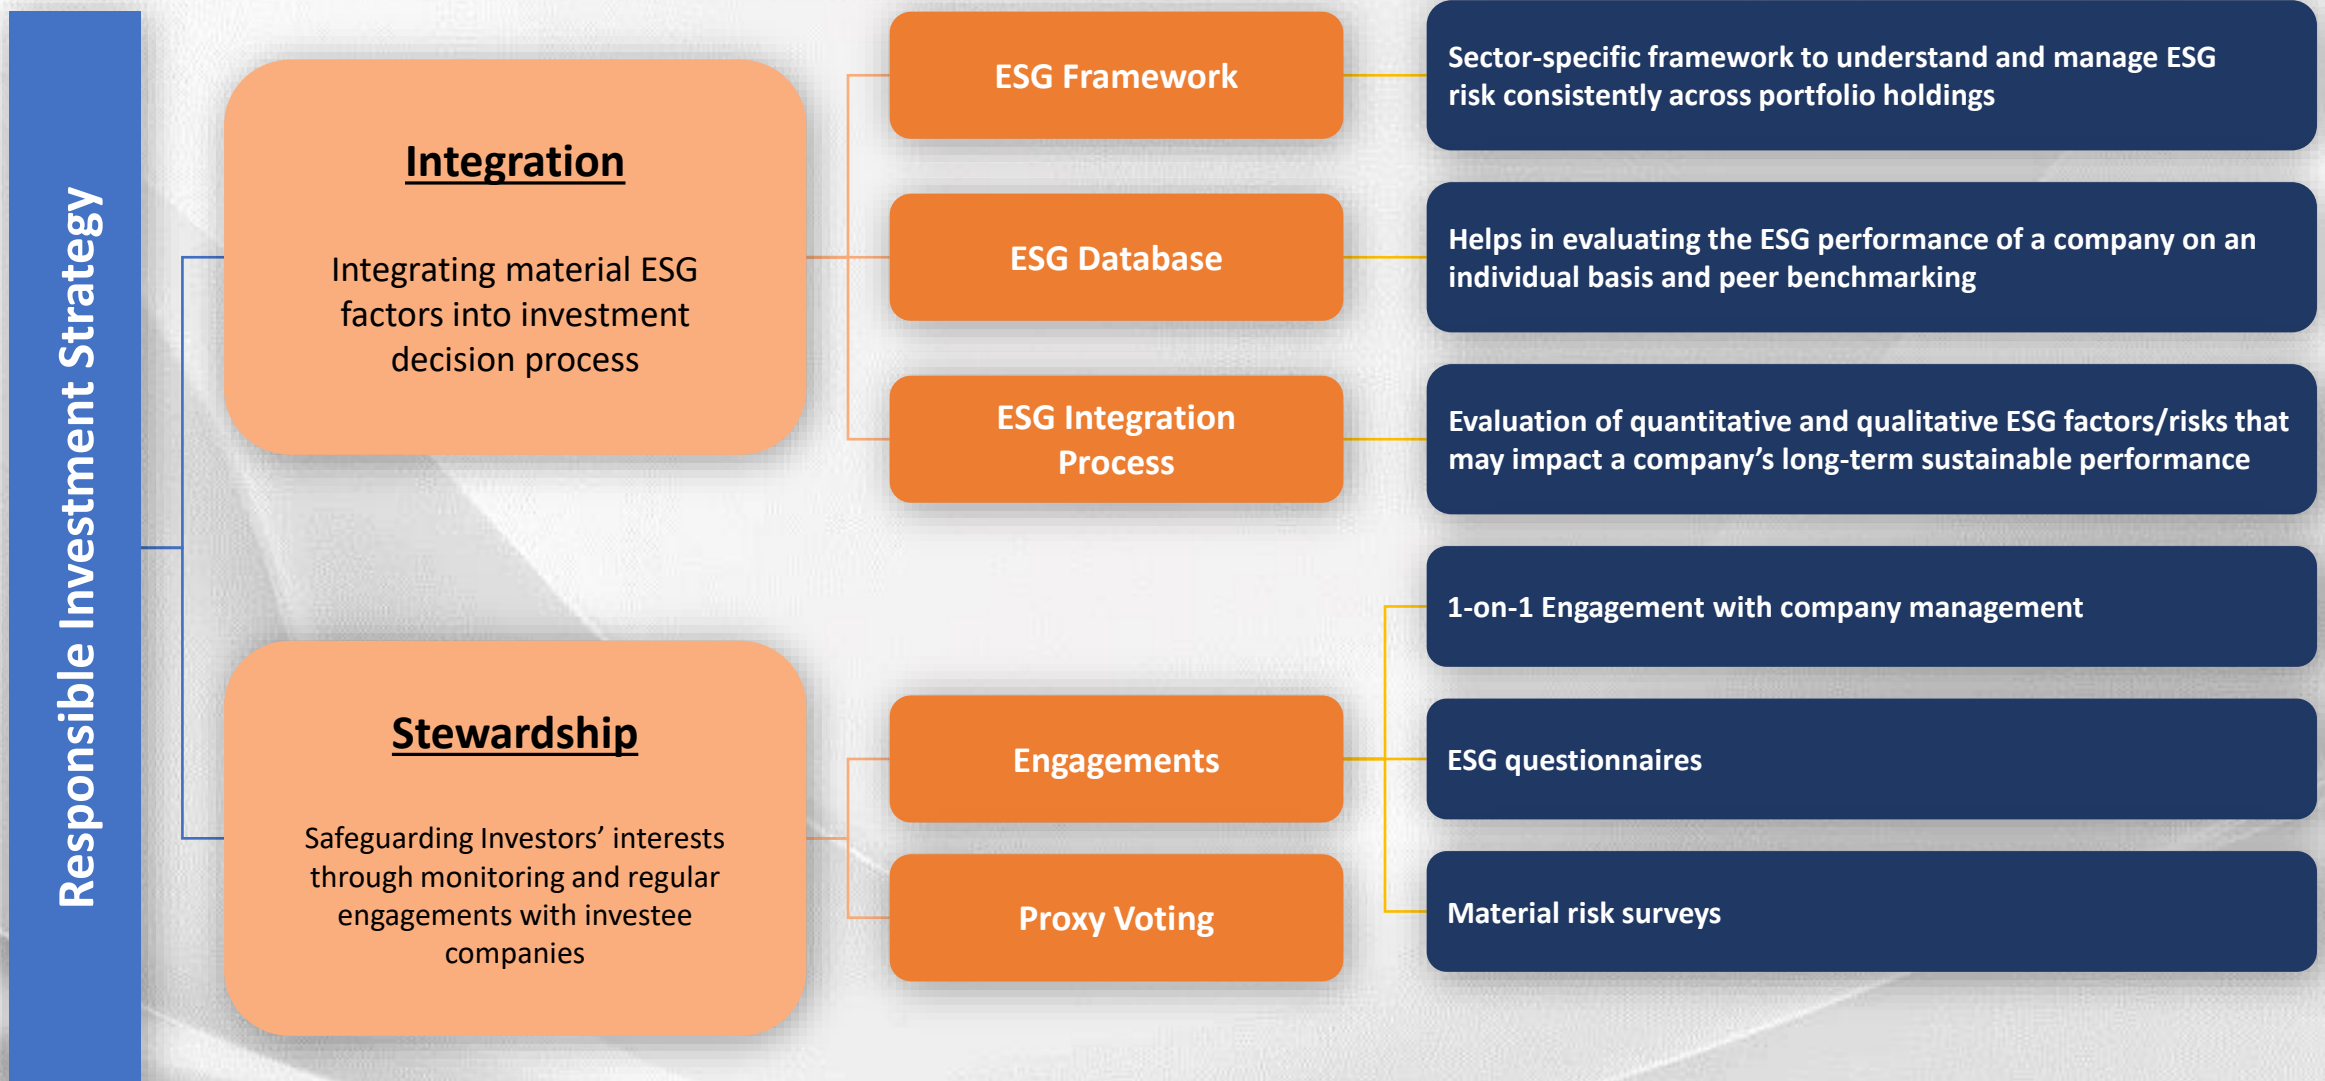 Responsible Investment Strategy
Integration
Integrating material ESG
factors into investment
decision process
ESG Framework
Sector-specific framework to understand and manage ESG
risk consistently across portfolio holdings
ESG Database
Helps in evaluating the ESG performance of a company on an
individual basis and peer benchmarking
ESG Integration
Process
Evaluation of quantitative and qualitative ESG factors/risks that
may impact a company’s long-term sustainable performance
Stewardship
Safeguarding Investors’ interests
through monitoring and regular
engagements with investee
companies
Engagements
1-on-1 Engagement with company management
ESG questionnaires
Material risk surveys
Proxy Voting